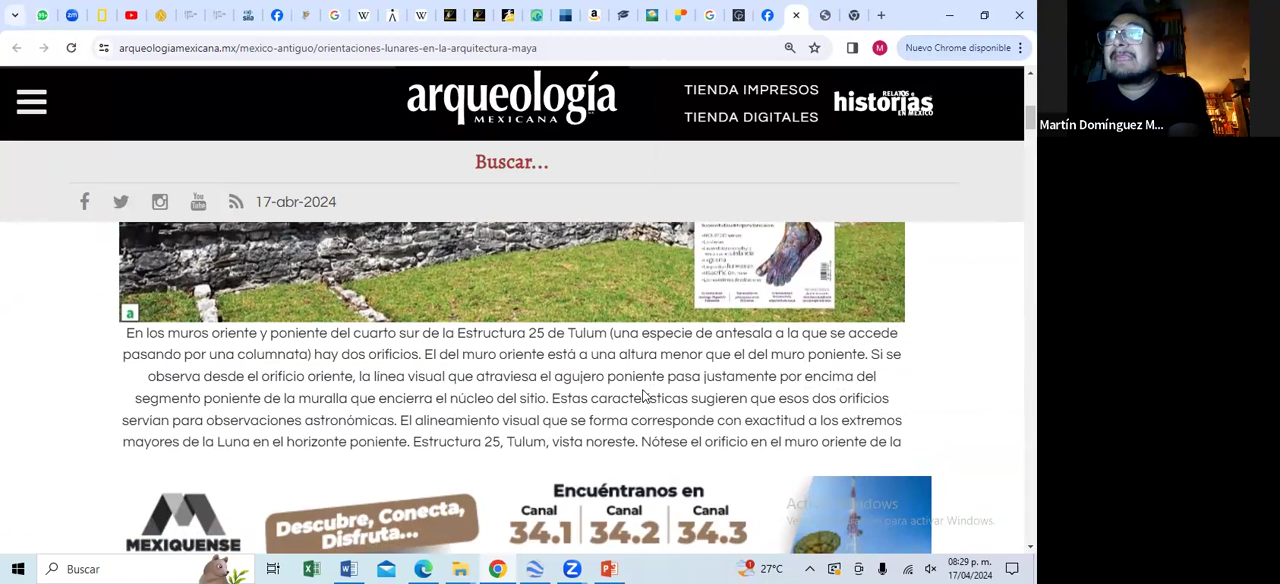 arqueologiamexicana.mx/mexico-antiguo/orientaciones-lunares-en-la-arquitectura-maya
M
Nuevo Chrome disponible
arqueología
MEXICANA
TIENDA IMPRESOS
TIENDA DIGITALES
RELATOS e
historias
EN MÉXICO
Buscar...
You
Tube
17-abr-2024
a
En los muros oriente y poniente del cuarto sur de la Estructura 25 de Tulum (una especie de antesala a la que se accede
pasando por una columnata) hay dos orificios. El del muro oriente está a una altura menor que el del muro poniente. Si se
observa desde el orificio oriente, la línea visual que atraviesa el agujero poniente pasa justamente por encima del
segmento poniente de la muralla que encierra el núcleo del sitio. Estas características sugieren que esos dos orificios
servían para observaciones astronómicas. El alineamiento visual que se forma corresponde con exactitud a los extremos
mayores de la Luna en el horizonte poniente. Estructura 25, Tulum, vista noreste. Nótese el orificio en el muro oriente de la
MEXIQUENSE
Descubre, Conecta,
Disfruta...
Encuéntranos en
Canal Canal Canal
34.1 34.2 34.3
Windows
para activar Windows.
Martín Domínguez M...
Buscar
27°C
08:29 p. m.
17/04/2024